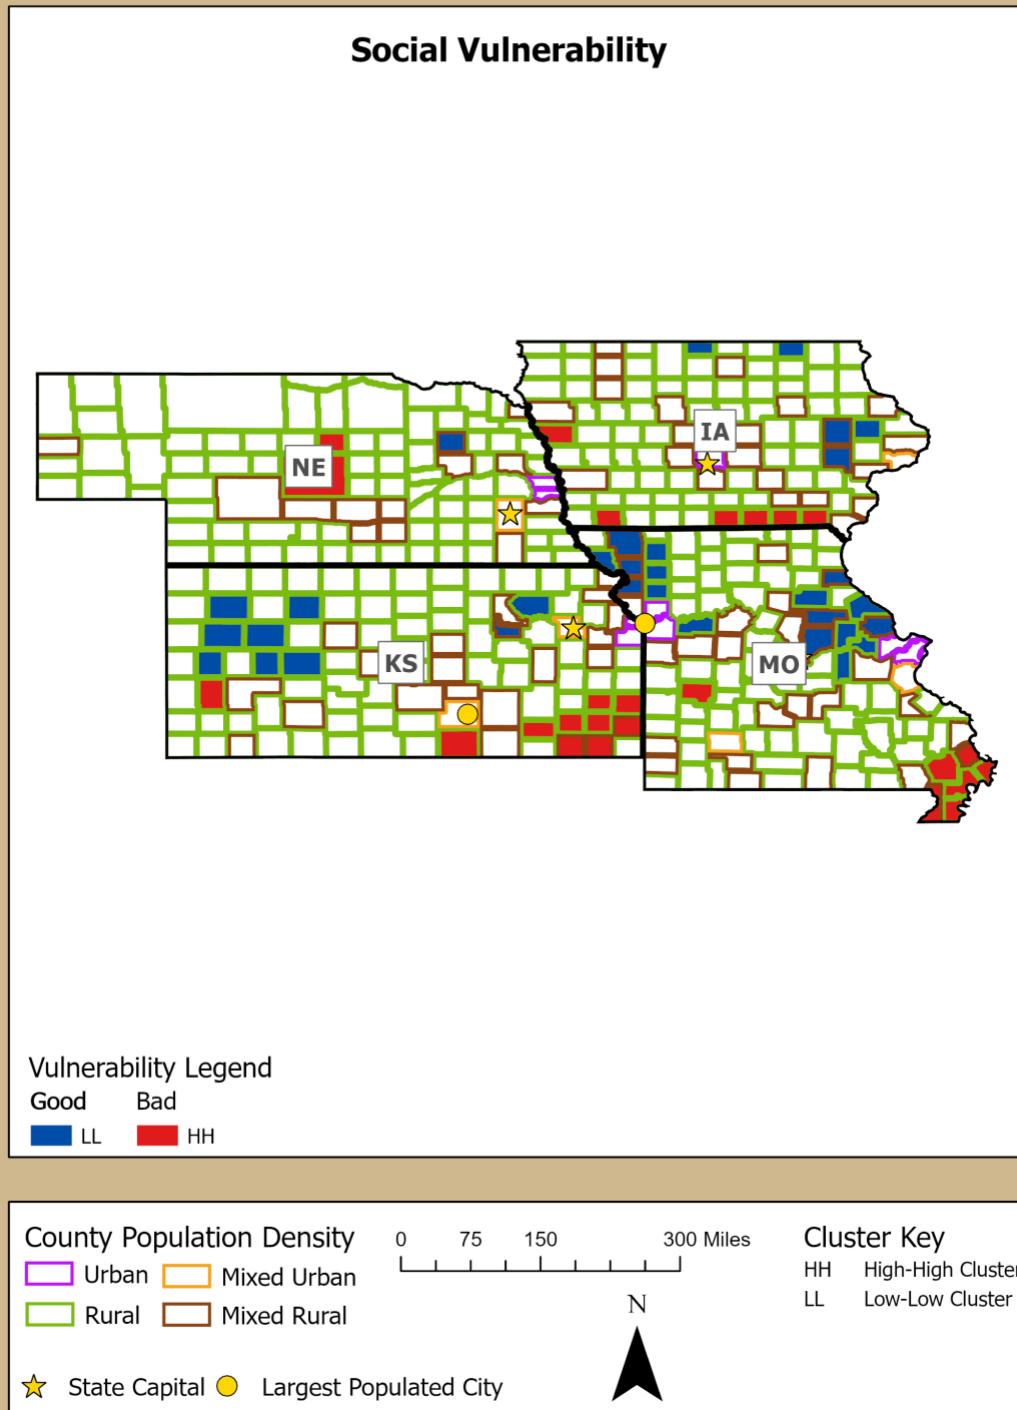 Social Vulnerability
IA
NE
KS
MO
Vulnerability Legend
Good Bad
LL HH
County Population Density
Urban Mixed Urban
Rural Mixed Rural
State Capital Largest Populated City
0 75 150 300 Miles
N
Cluster Key
HH High-High Cluster
LL Low-Low Cluster